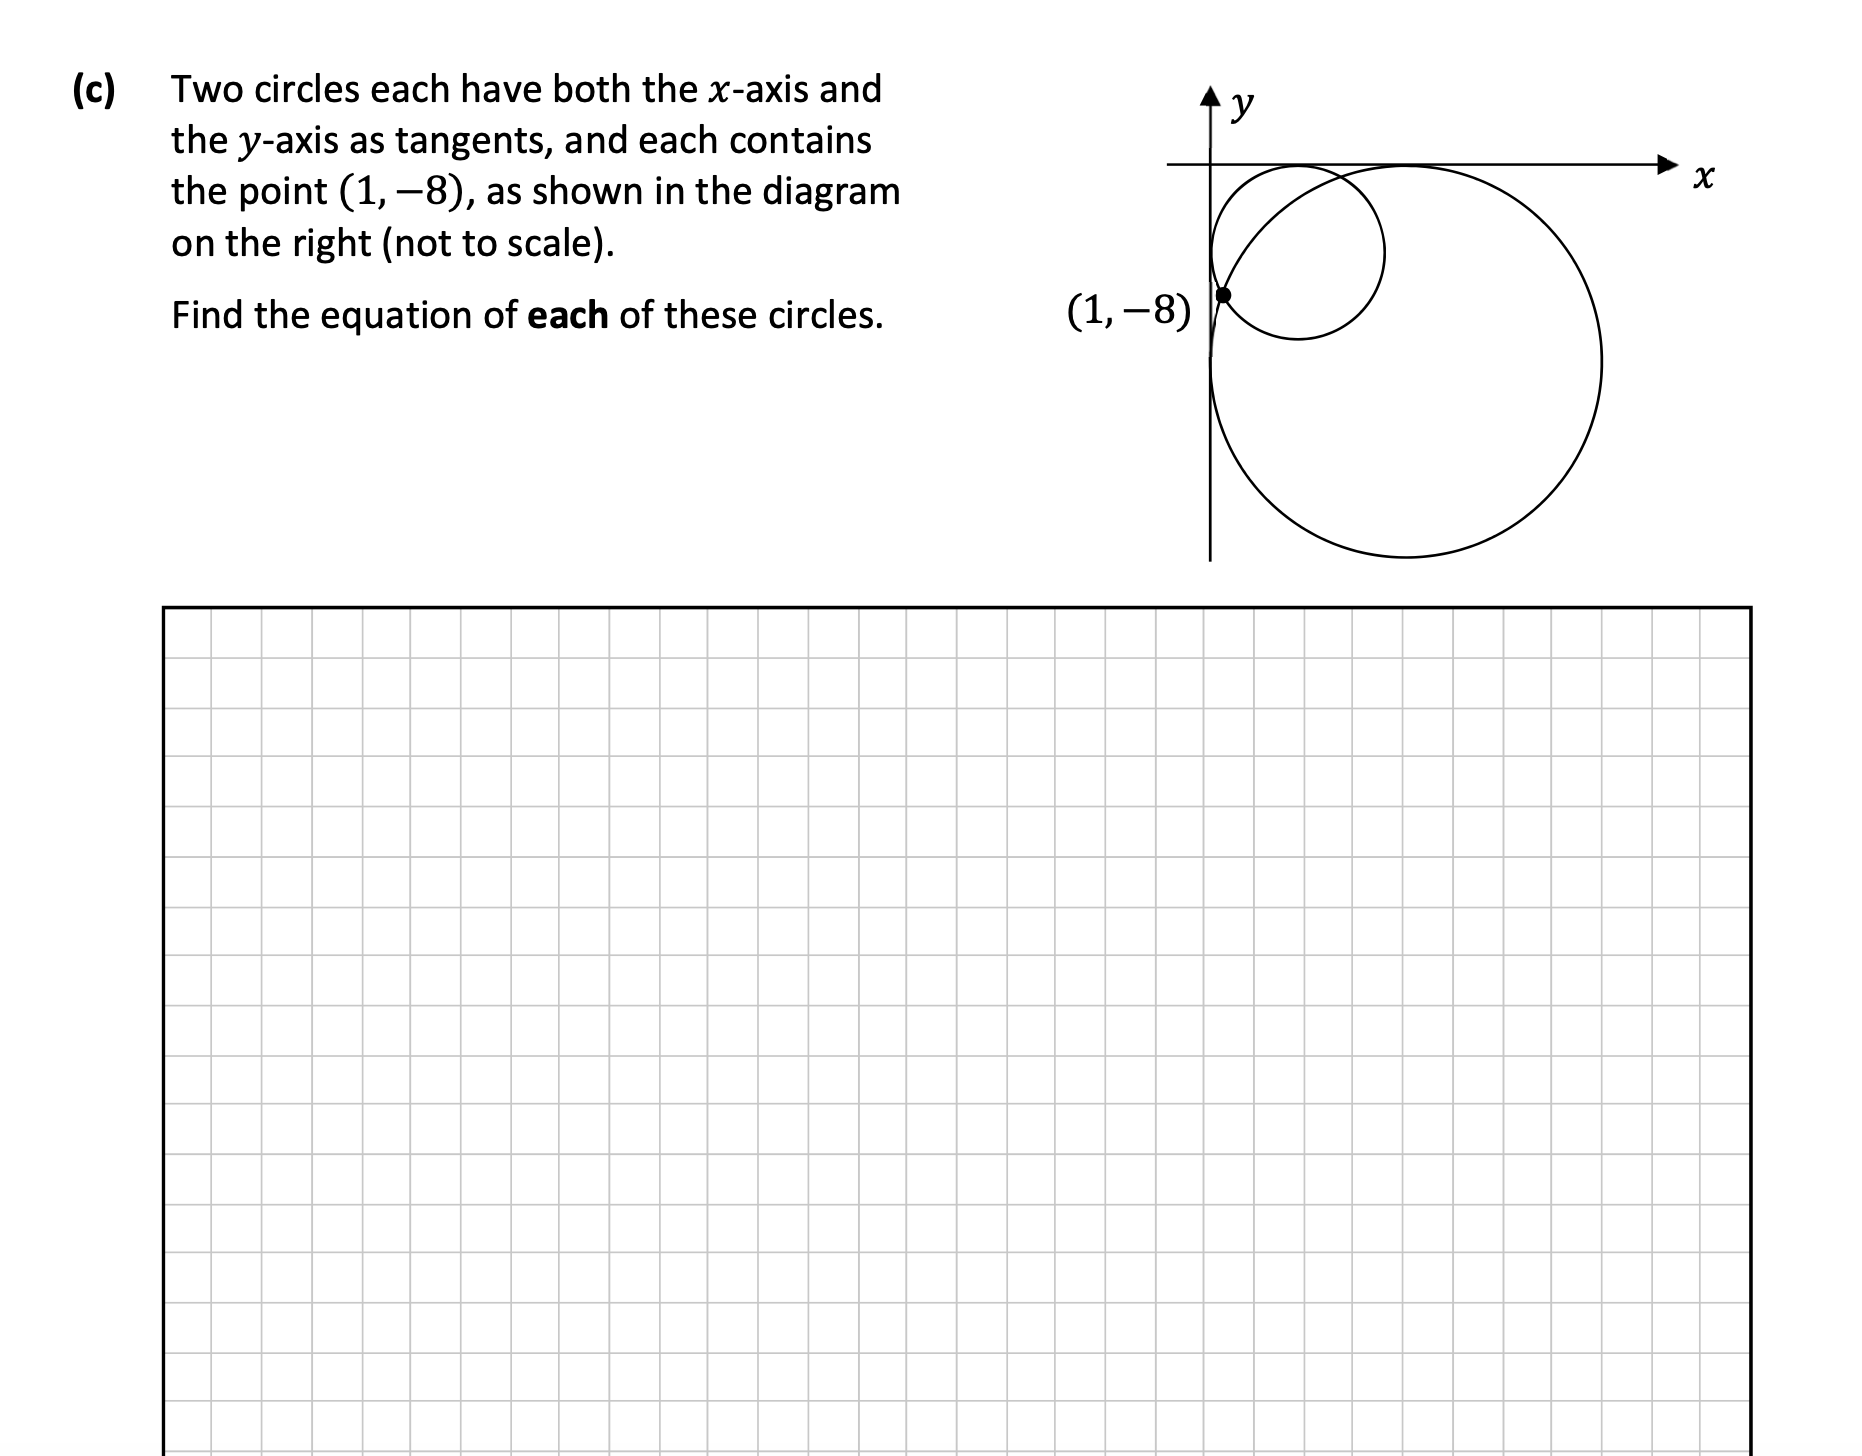 (c) Two circles each have both the x-axis and
the y-axis as tangents, and each contains
the point (1, −8), as shown in the diagram
on the right (not to scale).
Find the equation of each of these circles.
y
x
(1, −8)